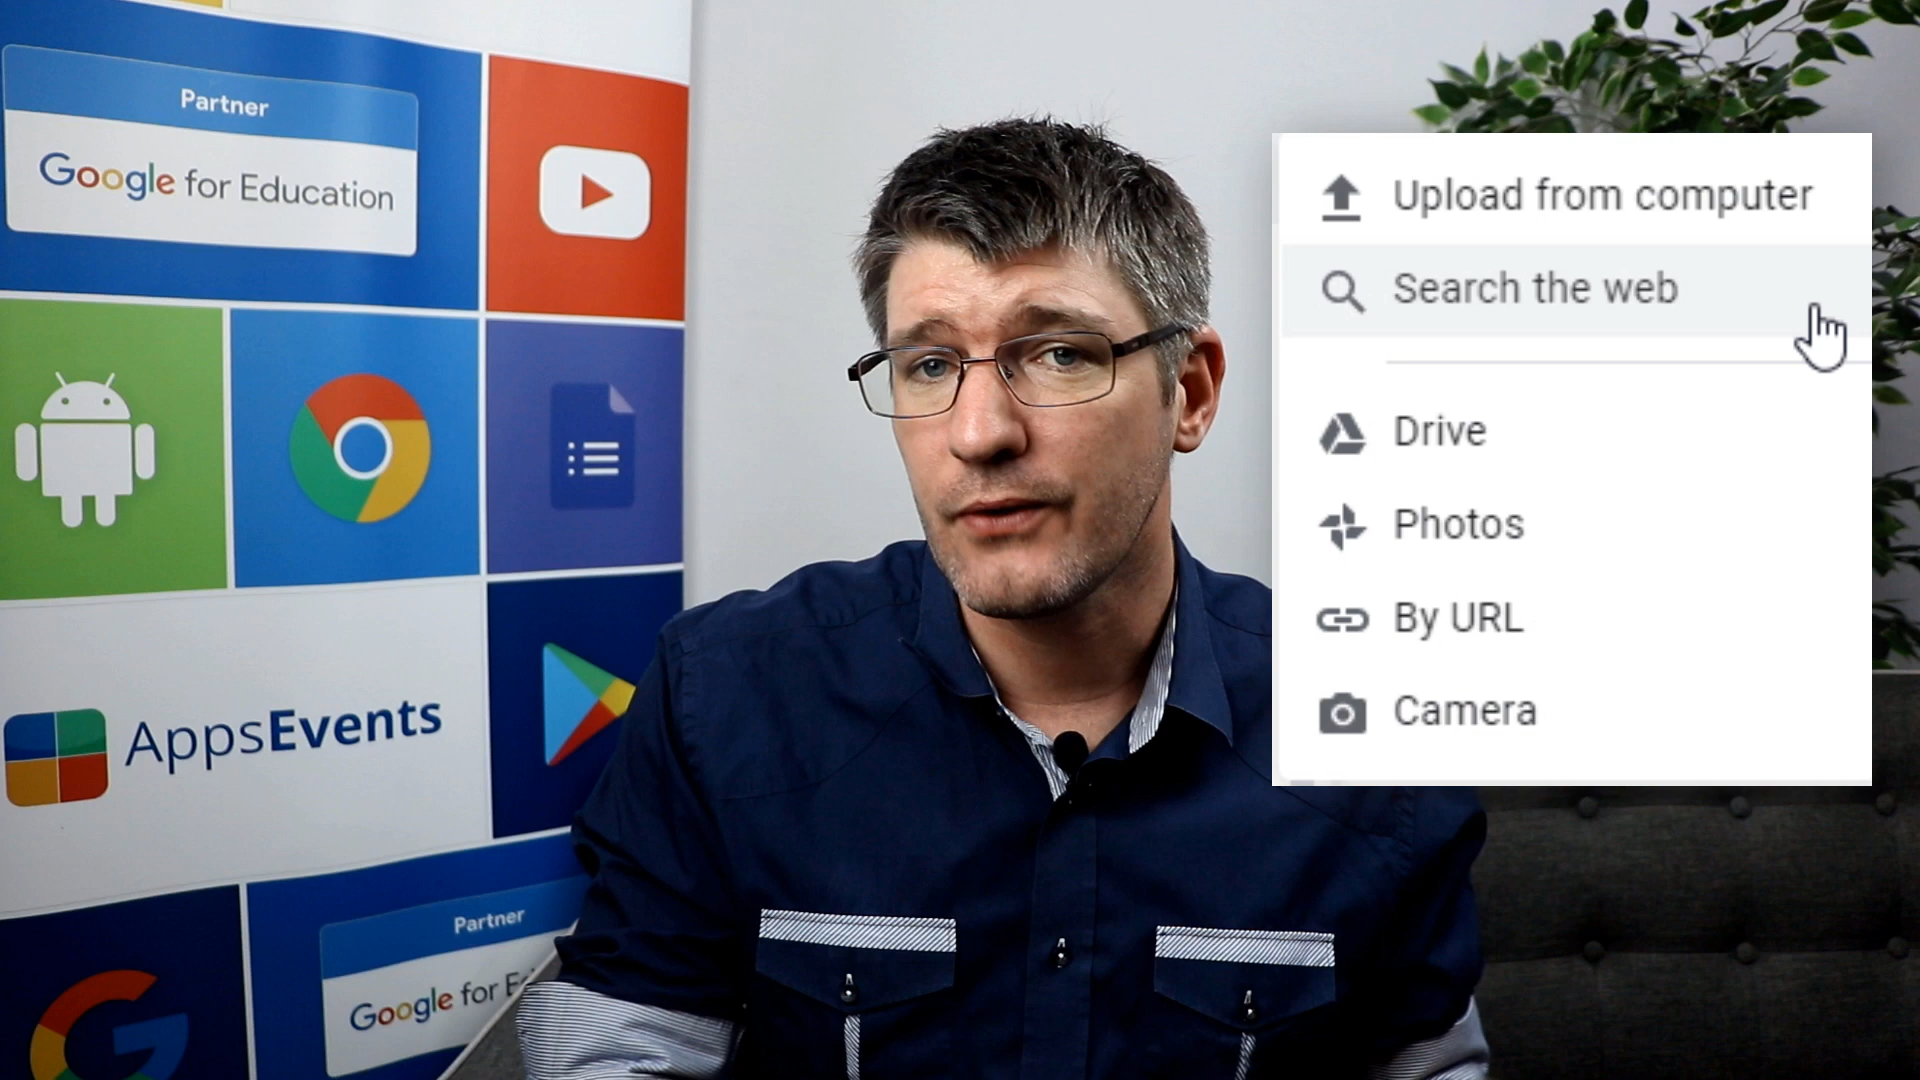 Partner
Google for Education
AppsEvents
Partner
Google for E
Upload from computer
Search the web
Drive
Photos
By URL
Camera